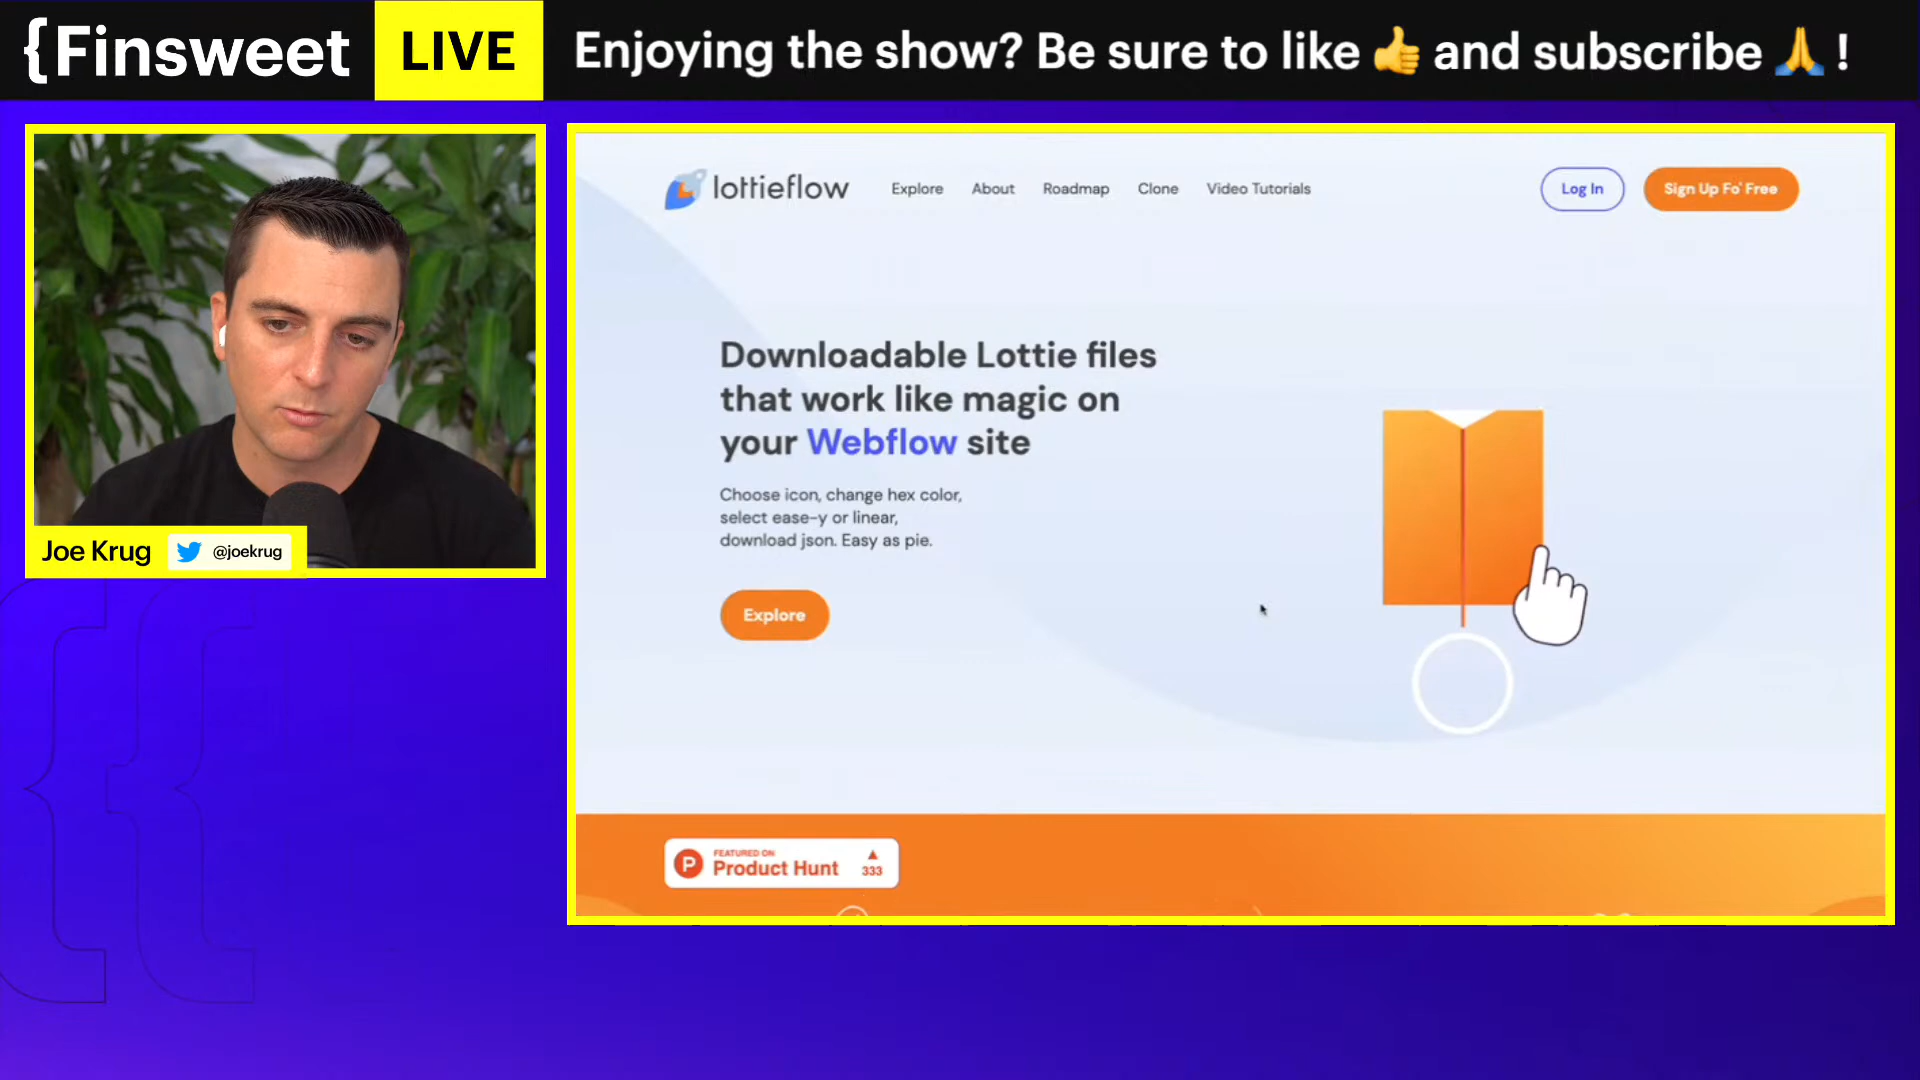 {Finsweet LIVE Enjoying the show? Be sure to like 👍 and subscribe 🙏 !
Joe Krug @joekrug
lottieflow Explore About Roadmap Clone Video Tutorials Log In Sign Up Fo' Free
Downloadable Lottie files
that work like magic on
your Webflow site
Choose icon, change hex color,
select ease-y or linear,
download json. Easy as pie.
Explore
P FEATURED ON
Product Hunt
▲ 333